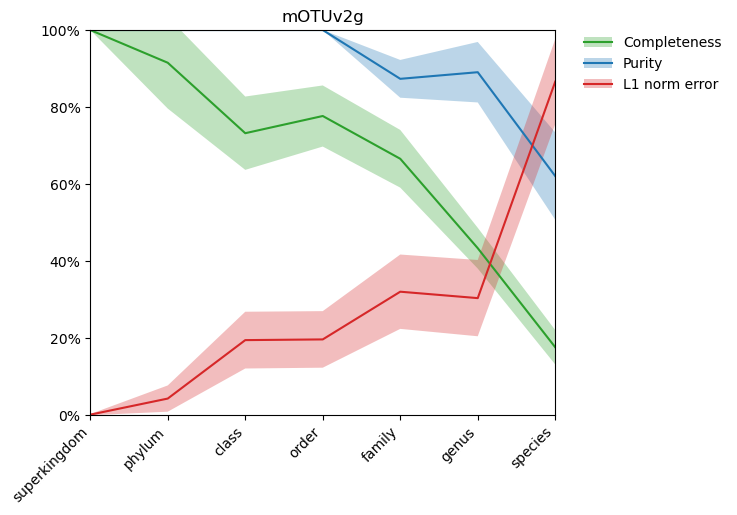 mOTUv2g
100%
80%
60%
40%
20%
0%
superkingdom
phylum
class
order
family
genus
species
Completeness
Purity
L1 norm error